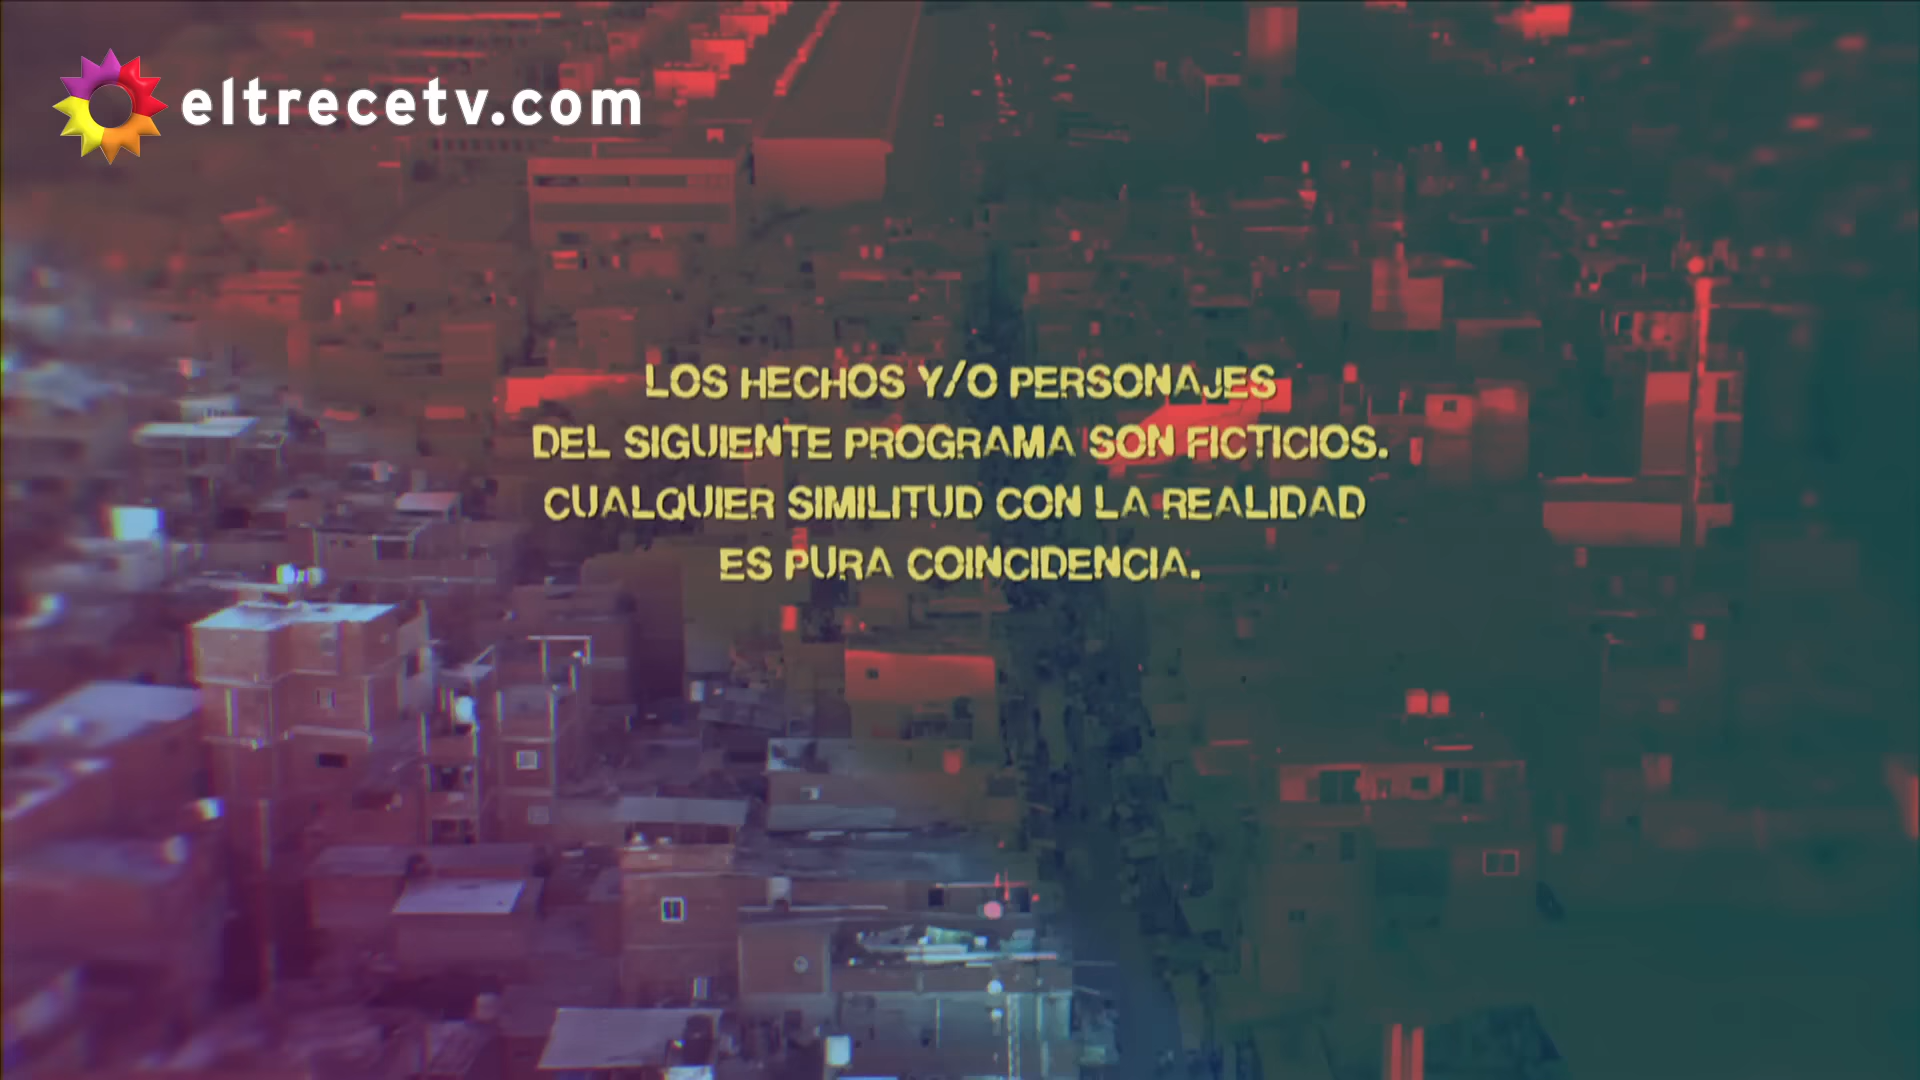 eltrecetv.com
LOS HECHOS Y/O PERSONAJES
DEL SIGUIENTE PROGRAMA SON FICTICIOS.
CUALQUIER SIMILITUD CON LA REALIDAD
ES PURA COINCIDENCIA.